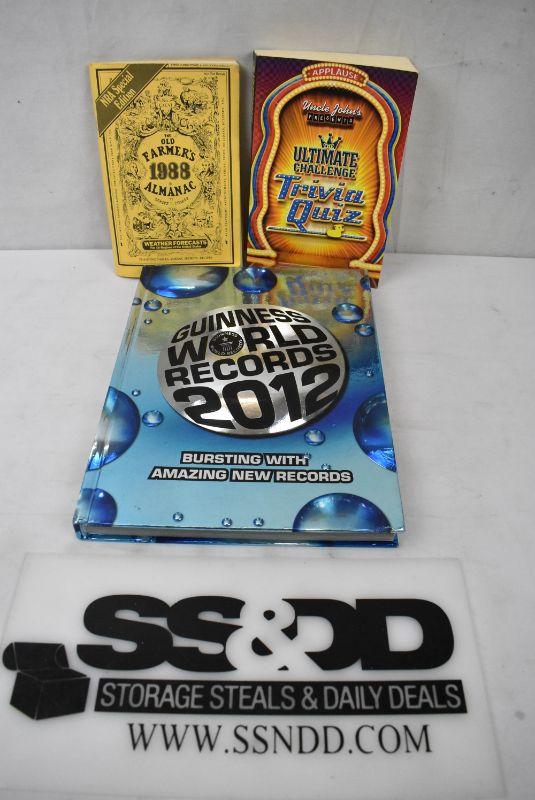 NRA Special
Edition
THE
OLD
FARMER'S
1988
ALMANAC
WEATHER FORECASTS
APPLAUSE
Uncle John's
PRESENTS
THE
ULTIMATE
CHALLENGE
Trivia
Quiz
GUINNESS
WORLD
RECORDS
2012
BURSTING WITH
AMAZING NEW RECORDS
SS&DD
STORAGE STEALS & DAILY DEALS
WWW.SSNDD.COM